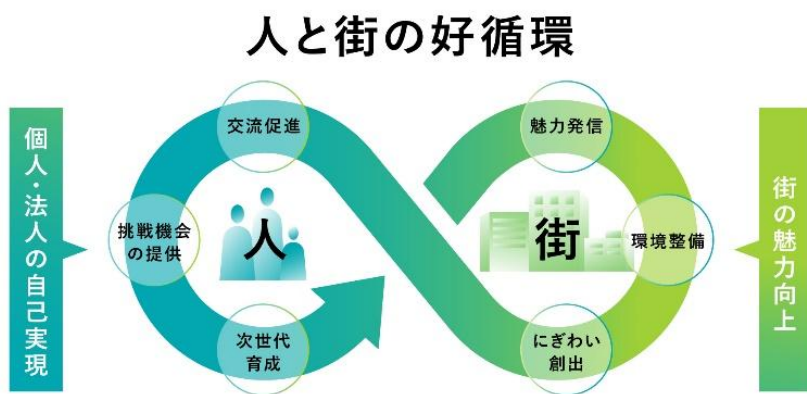 人と街の好循環
個人・法人の自己実現
交流促進
挑戦機会
の提供
人
次世代
育成
魅力発信
街
環境整備
にぎわい
創出
街の魅力向上